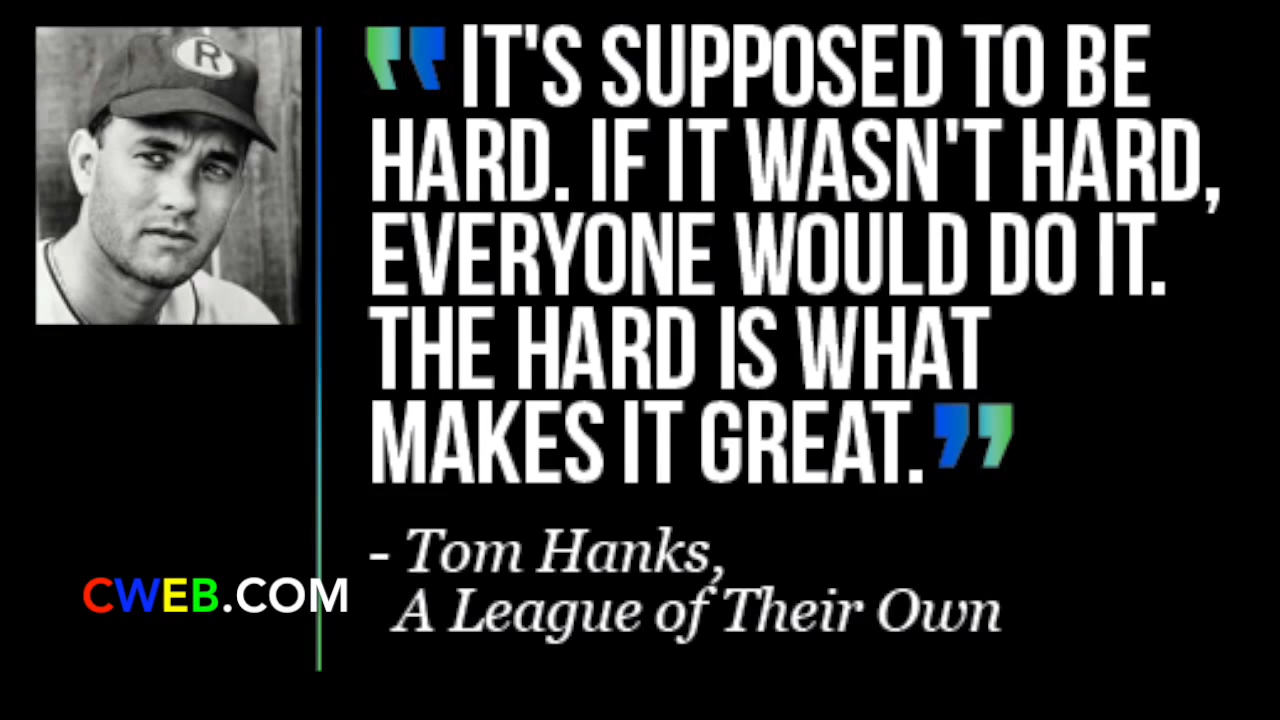 R
"IT'S SUPPOSED TO BE
HARD. IF IT WASN'T HARD,
EVERYONE WOULD DO IT.
THE HARD IS WHAT
MAKES IT GREAT."
- Tom Hanks,
A League of Their Own
CWEB.COM